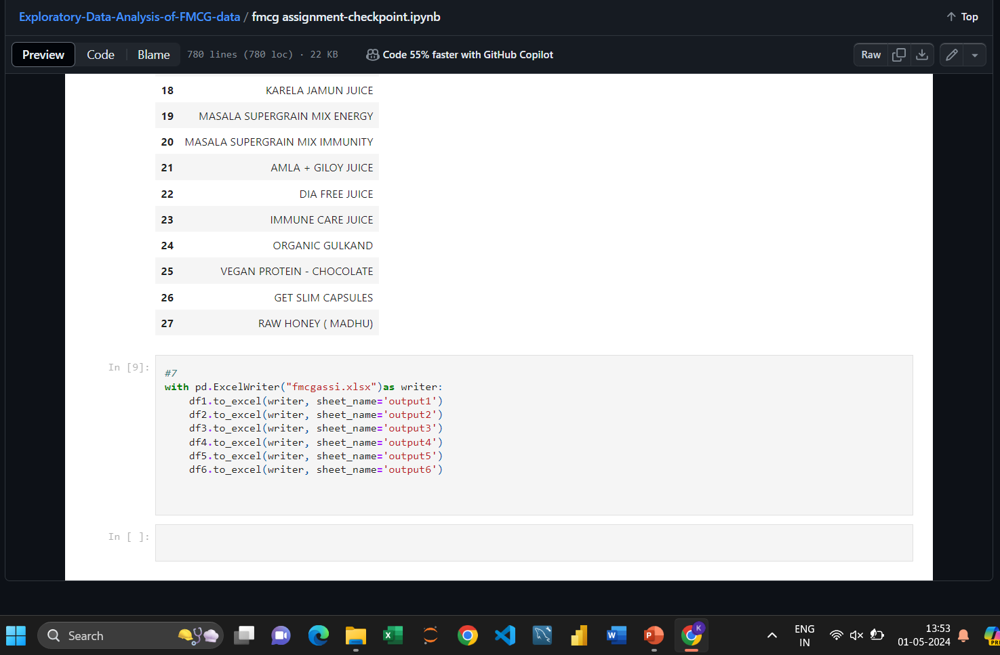 Exploratory-Data-Analysis-of-FMCG-data / fmcg assignment-checkpoint.ipynb
Top
Preview Code Blame 780 lines (780 loc) · 22 KB Code 55% faster with GitHub Copilot Raw
18 KARELA JAMUN JUICE
19 MASALA SUPERGRAIN MIX ENERGY
20 MASALA SUPERGRAIN MIX IMMUNITY
21 AMLA + GILOY JUICE
22 DIA FREE JUICE
23 IMMUNE CARE JUICE
24 ORGANIC GULKAND
25 VEGAN PROTEIN - CHOCOLATE
26 GET SLIM CAPSULES
27 RAW HONEY ( MADHU)
In [9]:
#7
with pd.ExcelWriter("fmcgassi.xlsx")as writer:
    df1.to_excel(writer, sheet_name='output1')
    df2.to_excel(writer, sheet_name='output2')
    df3.to_excel(writer, sheet_name='output3')
    df4.to_excel(writer, sheet_name='output4')
    df5.to_excel(writer, sheet_name='output5')
    df6.to_excel(writer, sheet_name='output6')
In [ ]:
Search
X
W
P
K
ENG
IN
13:53
01-05-2024
PRE